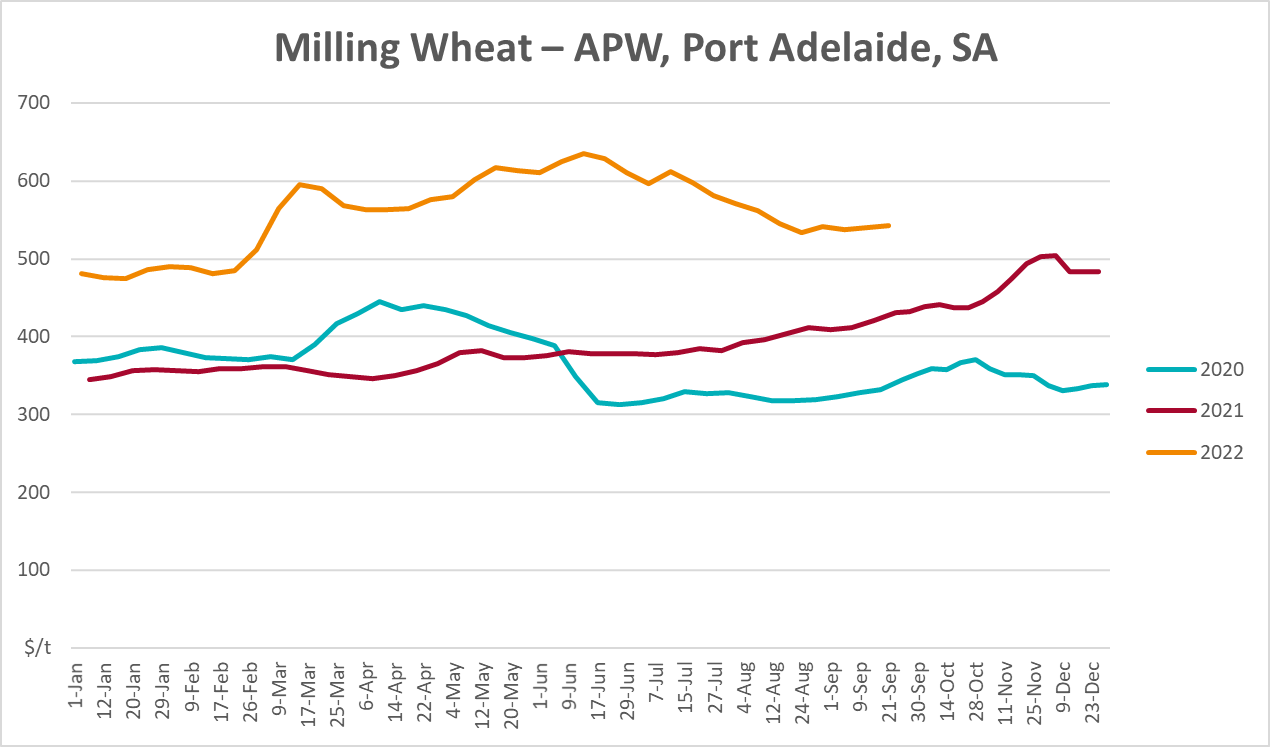 Milling Wheat – APW, Port Adelaide, SA
700
600
500
400
300
200
100
$/t
1-Jan
12-Jan
20-Jan
29-Jan
9-Feb
17-Feb
26-Feb
9-Mar
17-Mar
25-Mar
6-Apr
14-Apr
22-Apr
4-May
12-May
20-May
1-Jun
9-Jun
17-Jun
29-Jun
7-Jul
15-Jul
27-Jul
4-Aug
12-Aug
24-Aug
1-Sep
9-Sep
21-Sep
30-Sep
14-Oct
28-Oct
11-Nov
25-Nov
9-Dec
23-Dec
2020
2021
2022